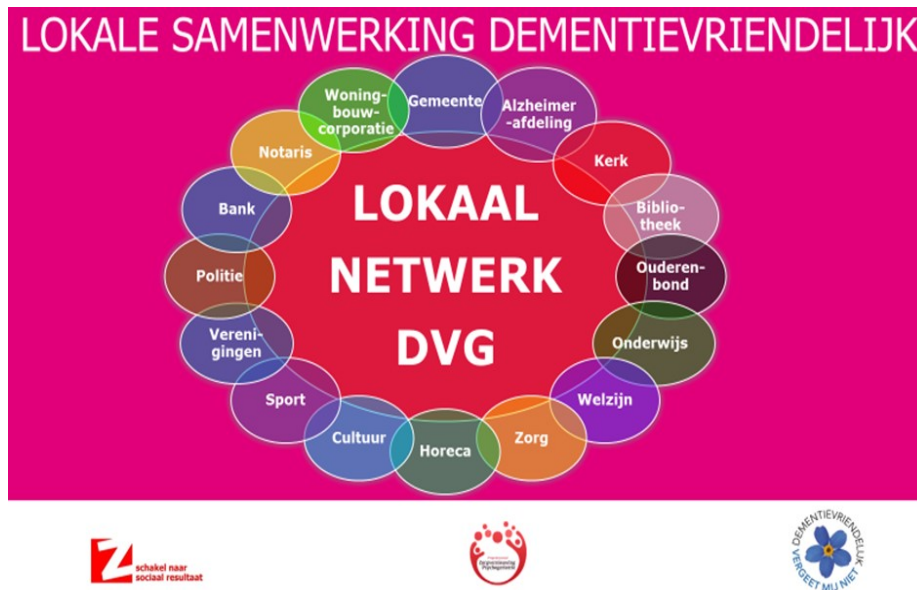 LOKALE SAMENWERKING DEMENTIEVRIENDELIJK
Gemeente
Alzheimer
-afdeling
Kerk
Biblio-
theek
Ouderen-
bond
Onderwijs
Welzijn
Zorg
Horeca
Cultuur
Sport
Vereni-
gingen
Politie
Bank
Notaris
Woning-
bouw-
corporatie
LOKAAL
NETWERK
DVG
Z
schakel naar
sociaal resultaat
DEMENTIEVRIENDELIJK
VERGEET MIJ NIET